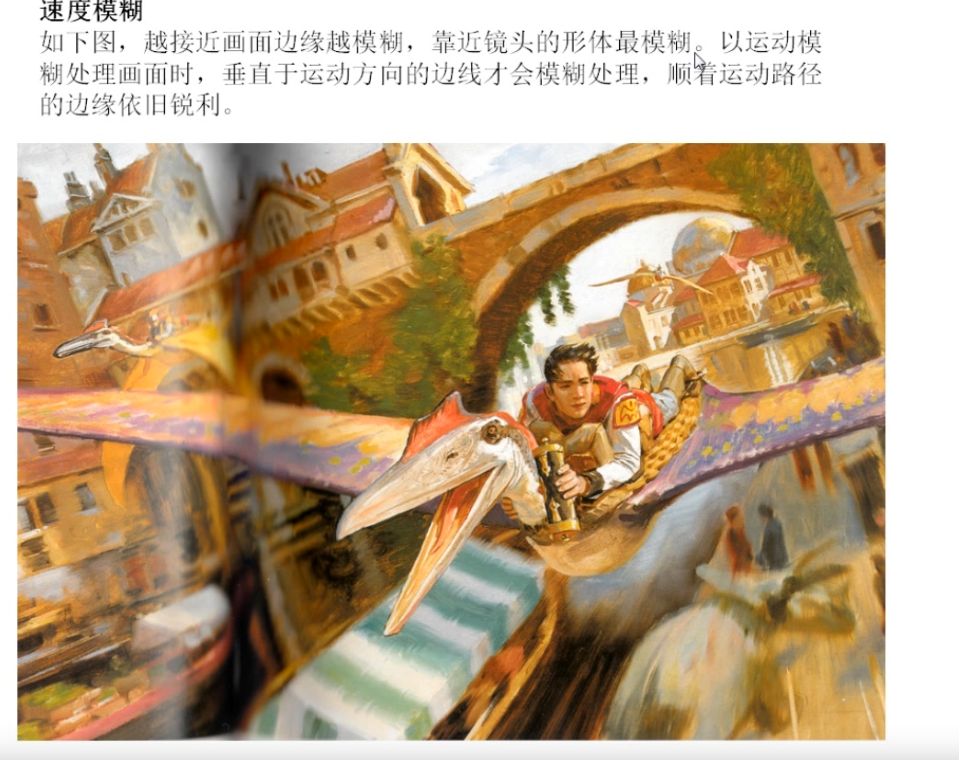 速度模糊
如下图，越接近画面边缘越模糊，靠近镜头的形体最模糊。以运动模
糊处理画面时，垂直于运动方向的边线才会模糊处理，顺着运动路径
的边缘依旧锐利。